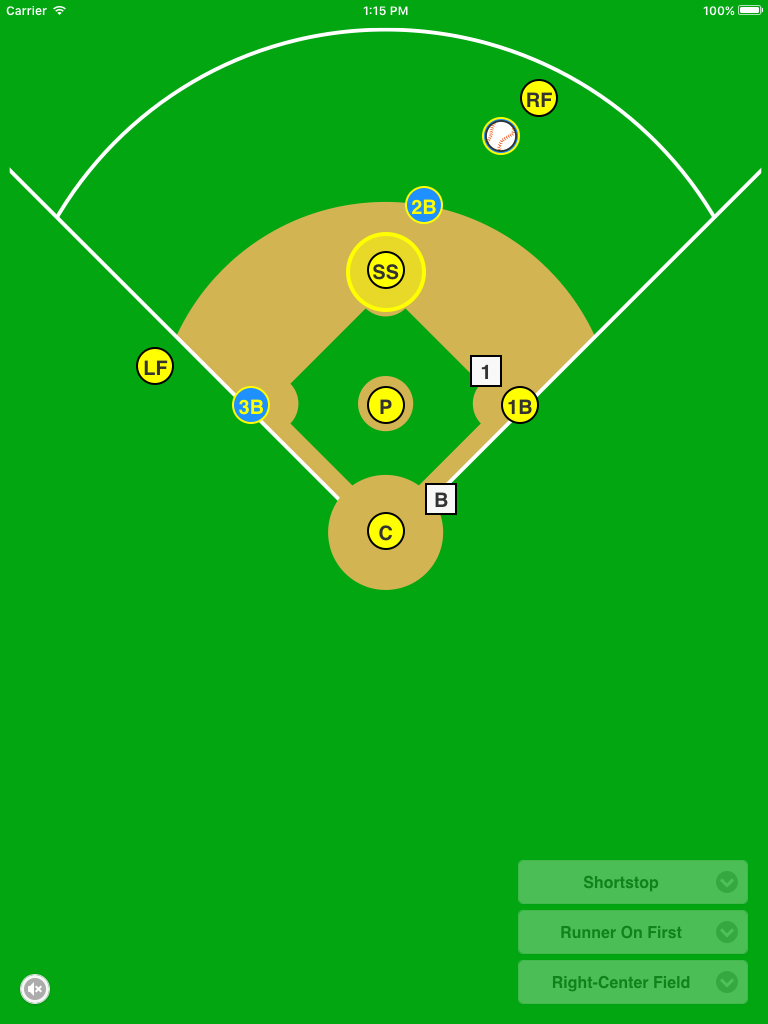 Carrier 1:15 PM 100%
RF
2B
SS
LF
1
3B P 1B
B
C
Shortstop
Runner On First
Right-Center Field